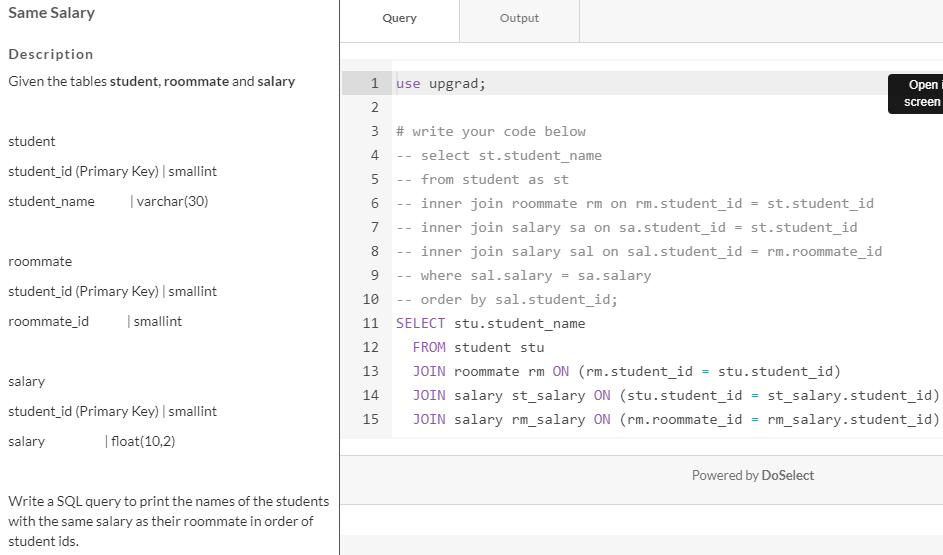 Same Salary
Description
Given the tables student, roommate and salary
student
student_id (Primary Key) | smallint
student_name | varchar(30)
roommate
student_id (Primary Key) | smallint
roommate_id | smallint
salary
student_id (Primary Key) | smallint
salary | float(10,2)
Write a SQL query to print the names of the students
with the same salary as their roommate in order of
student ids.
Query
Output
1 use upgrad;
2
3 # write your code below
4 -- select st.student_name
5 -- from student as st
6 -- inner join roommate rm on rm.student_id = st.student_id
7 -- inner join salary sa on sa.student_id = st.student_id
8 -- inner join salary sal on sal.student_id = rm.roommate_id
9 -- where sal.salary = sa.salary
10 -- order by sal.student_id;
11 SELECT stu.student_name
12 FROM student stu
13 JOIN roommate rm ON (rm.student_id = stu.student_id)
14 JOIN salary st_salary ON (stu.student_id = st_salary.student_id)
15 JOIN salary rm_salary ON (rm.roommate_id = rm_salary.student_id)
Open
screen
Powered by DoSelect